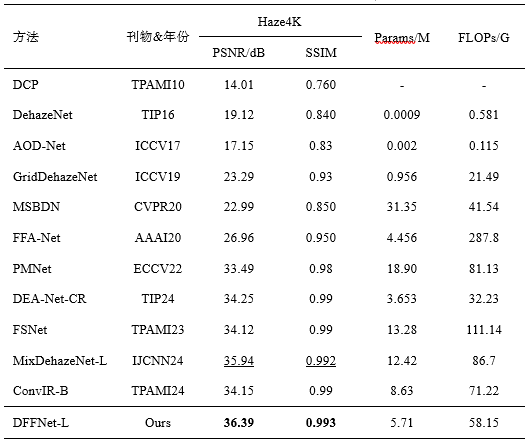 方法 刊物&年份 Haze4K Params/M FLOPs/G
PSNR/dB SSIM
DCP TPAMI10 14.01 0.760 - -
DehazeNet TIP16 19.12 0.840 0.0009 0.581
AOD-Net ICCV17 17.15 0.83 0.002 0.115
GridDehazeNet ICCV19 23.29 0.93 0.956 21.49
MSBDN CVPR20 22.99 0.850 31.35 41.54
FFA-Net AAAI20 26.96 0.950 4.456 287.8
PMNet ECCV22 33.49 0.98 18.90 81.13
DEA-Net-CR TIP24 34.25 0.99 3.653 32.23
FSNet TPAMI23 34.12 0.99 13.28 111.14
MixDehazeNet-L IJCNN24 35.94 0.992 12.42 86.7
ConvIR-B TPAMI24 34.15 0.99 8.63 71.22
DFFNet-L Ours 36.39 0.993 5.71 58.15